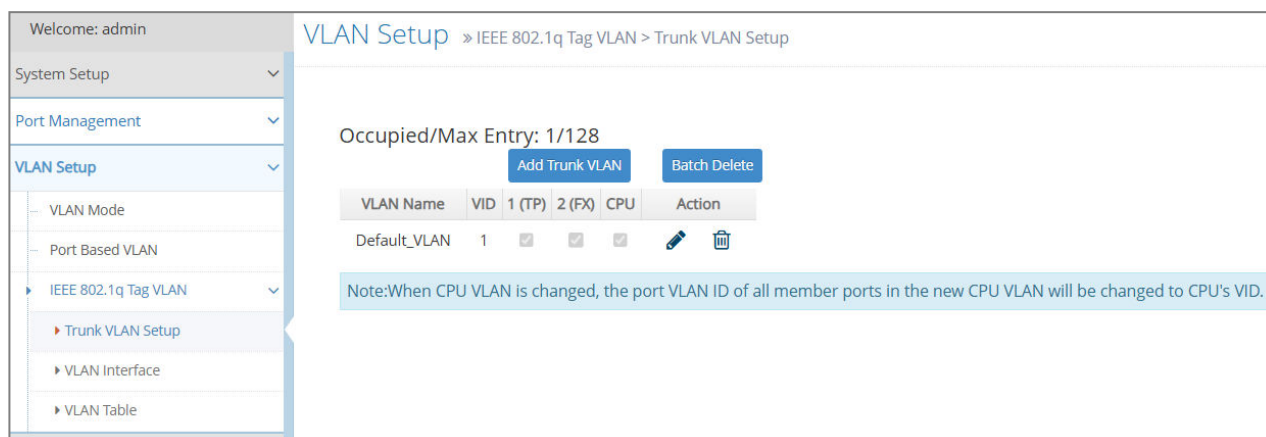 Welcome: admin
System Setup
Port Management
VLAN Setup
VLAN Mode
Port Based VLAN
IEEE 802.1q Tag VLAN
Trunk VLAN Setup
VLAN Interface
VLAN Table
VLAN Setup » IEEE 802.1q Tag VLAN > Trunk VLAN Setup
Occupied/Max Entry: 1/128
Add Trunk VLAN Batch Delete
VLAN Name VID 1 (TP) 2 (FX) CPU Action
Default_VLAN 1
Note:When CPU VLAN is changed, the port VLAN ID of all member ports in the new CPU VLAN will be changed to CPU's VID.